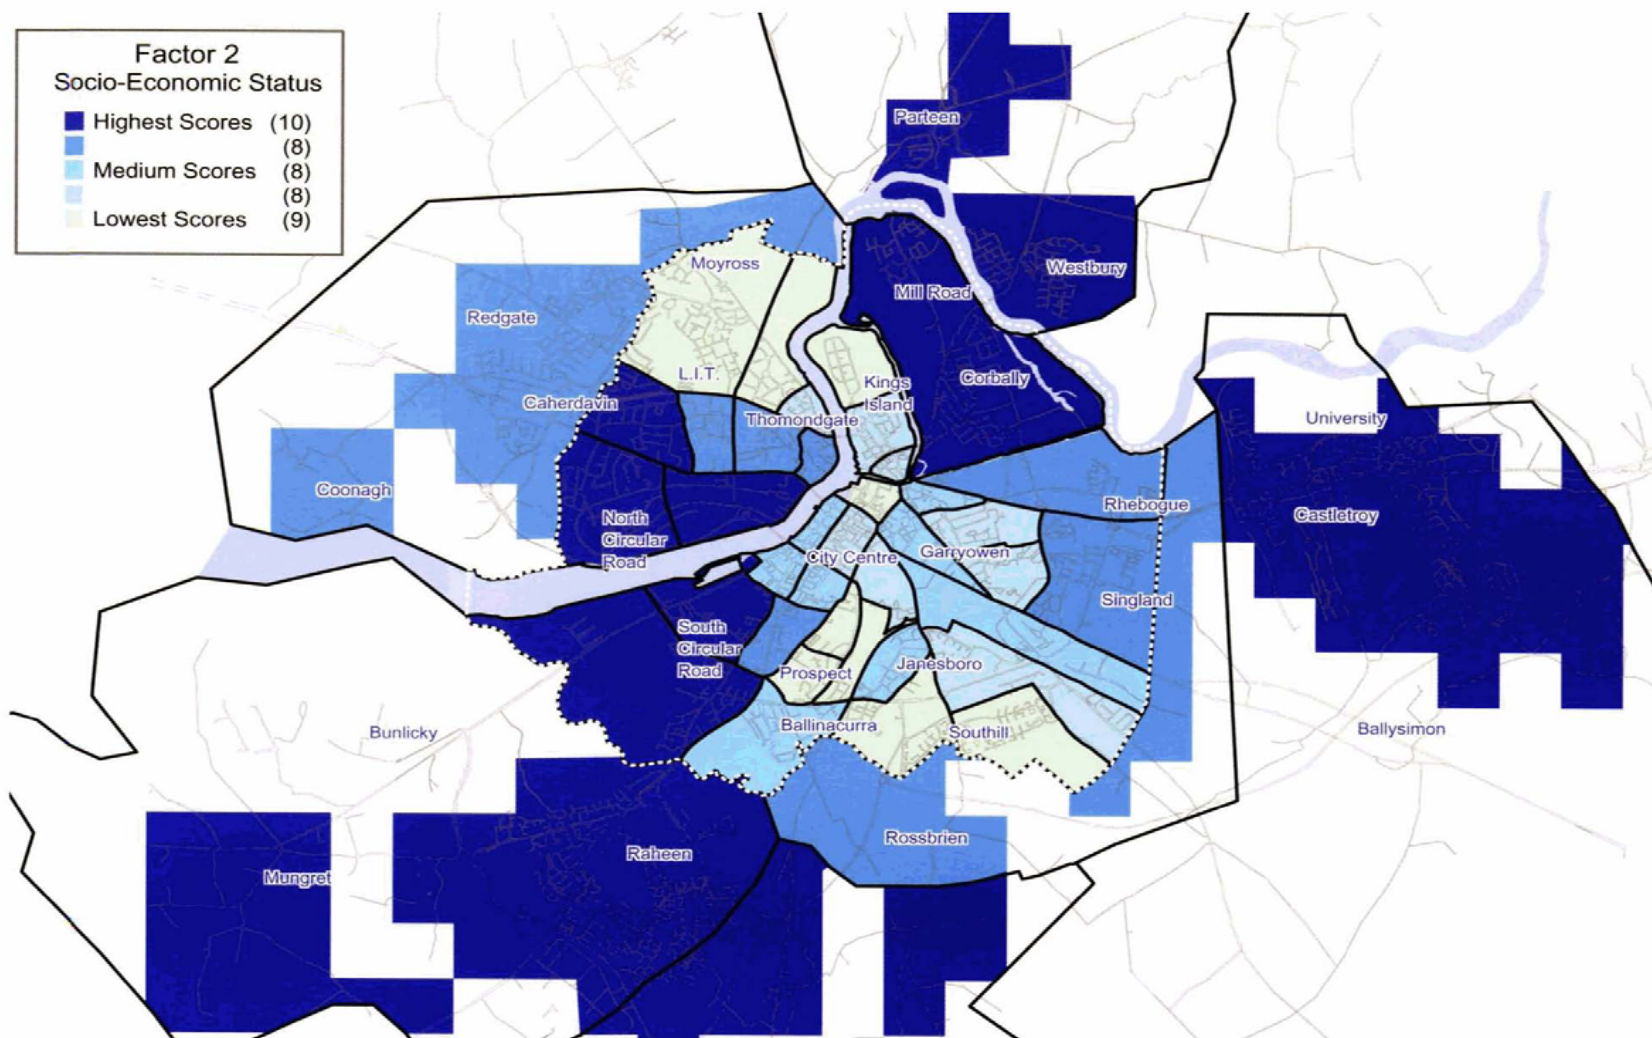 Factor 2
Socio-Economic Status
Highest Scores (10)
(8)
Medium Scores (8)
(8)
Lowest Scores (9)
Parteen
Moyross
Westbury
Mill Road
Redgate
L.I.T.
Kings
Island
Corbally
Caherdavin
Thomondgate
University
Coonagh
Rhebogue
Castletroy
North
Circular
Road
City Centre
Garryowen
Singland
South
Circular
Road
Prospect
Janesboro
Ballinacurra
Southill
Bunlicky
Ballysimon
Rossbrien
Raheen
Mungret